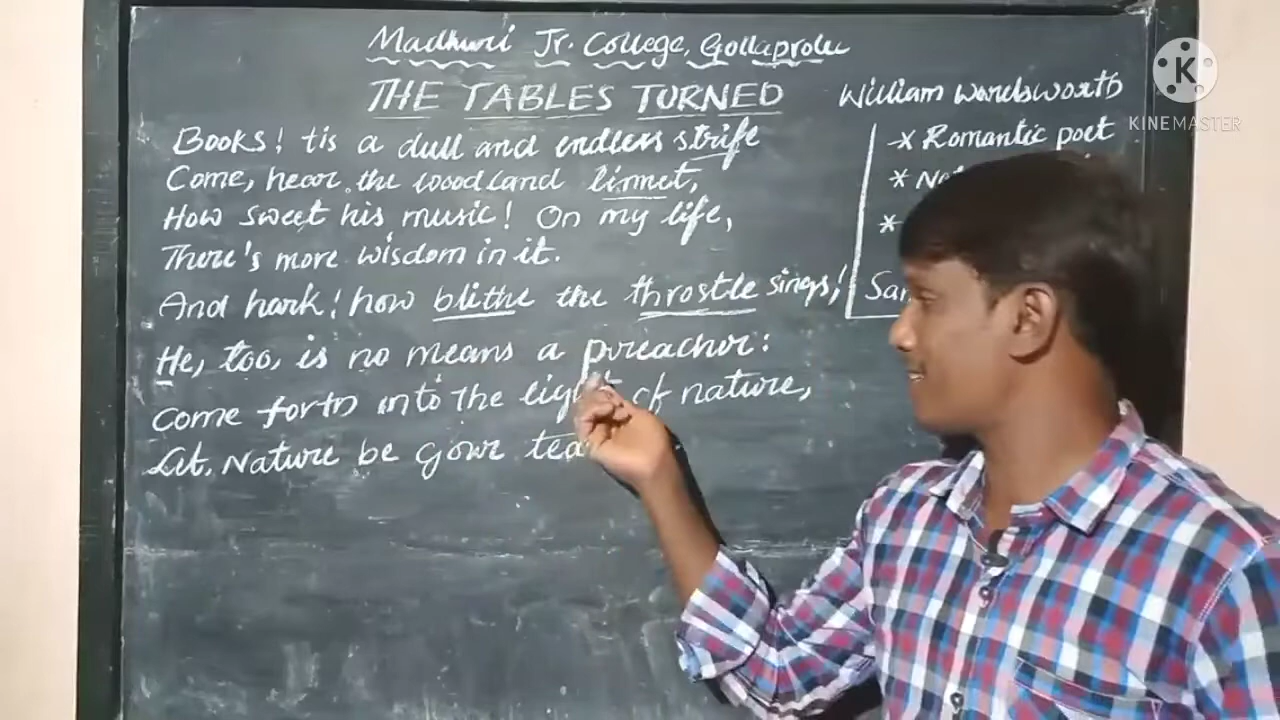 Madhuri Jr. College, Gollaprolu
THE TABLES TURNED
William Wordsworth
Books! tis a dull and endless strife
Come, hear the woodland linnet,
How sweet his music! On my life,
There's more wisdom in it.
And hark! how blithe the throstle sings!
He, too, is no means a preacher:
Come forth into the light of nature,
Let. Nature be your tea
* Romantic poet
*
*
K
KINEMASTER